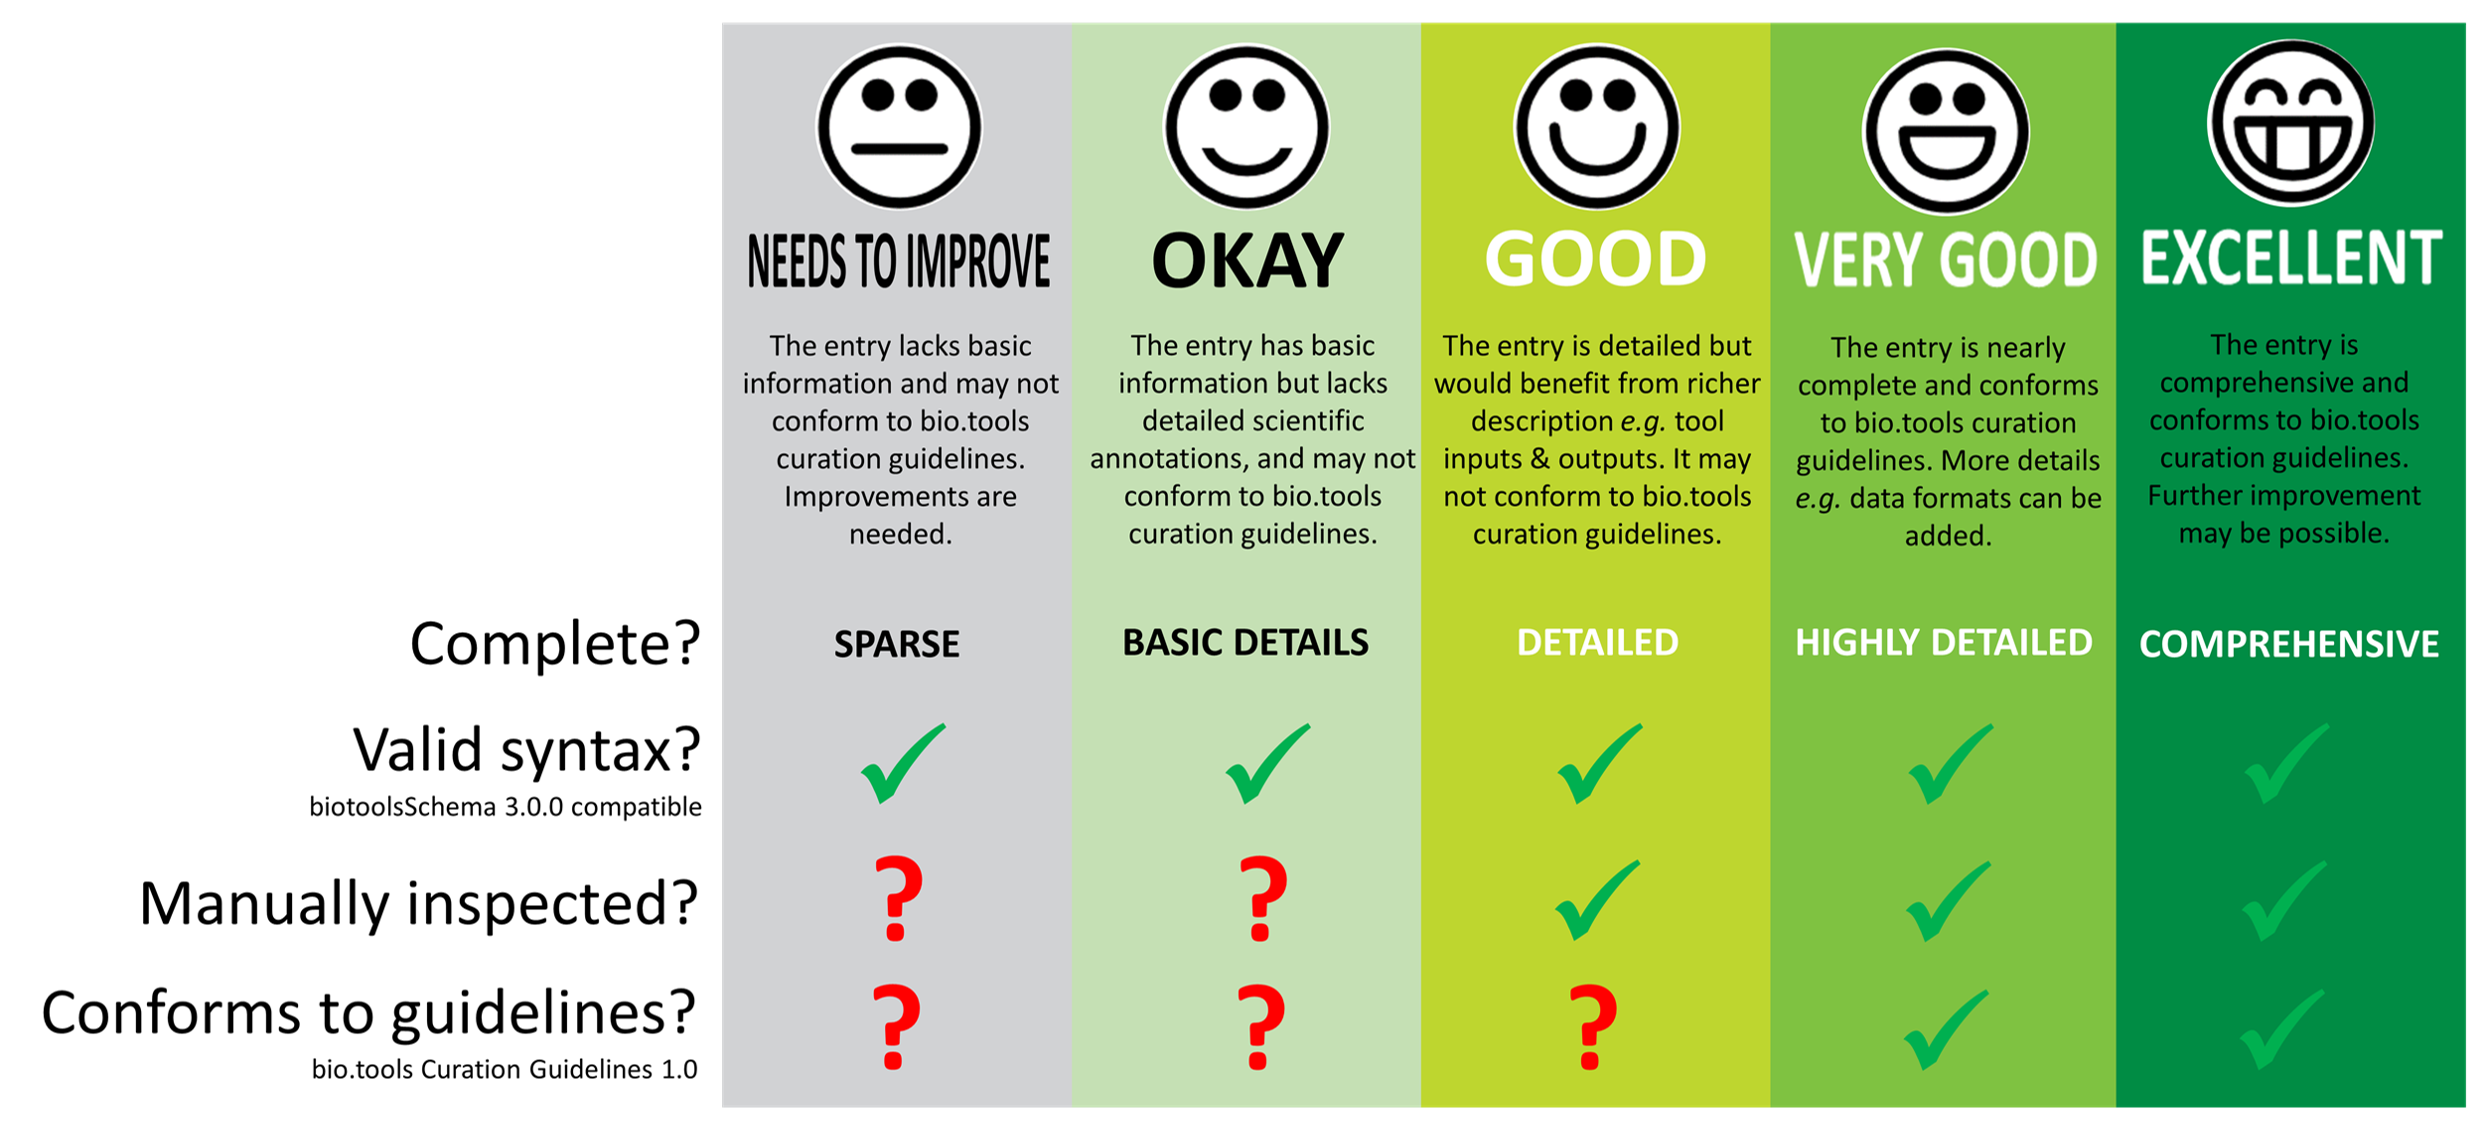 NEEDS TO IMPROVE
The entry lacks basic
information and may not
conform to bio.tools
curation guidelines.
Improvements are
needed.
OKAY
The entry has basic
information but lacks
detailed scientific
annotations, and may not
conform to bio.tools
curation guidelines.
GOOD
The entry is detailed but
would benefit from richer
description e.g. tool
inputs & outputs. It may
not conform to bio.tools
curation guidelines.
VERY GOOD
The entry is nearly
complete and conforms
to bio.tools curation
guidelines. More details
e.g. data formats can be
added.
EXCELLENT
The entry is
comprehensive and
conforms to bio.tools
curation guidelines.
Further improvement
may be possible.
Complete?
SPARSE
BASIC DETAILS
DETAILED
HIGHLY DETAILED
COMPREHENSIVE
Valid syntax?
biotoolsSchema 3.0.0 compatible
✓ ✓ ✓ ✓ ✓
Manually inspected?
? ? ✓ ✓ ✓
Conforms to guidelines?
bio.tools Curation Guidelines 1.0
? ? ? ✓ ✓